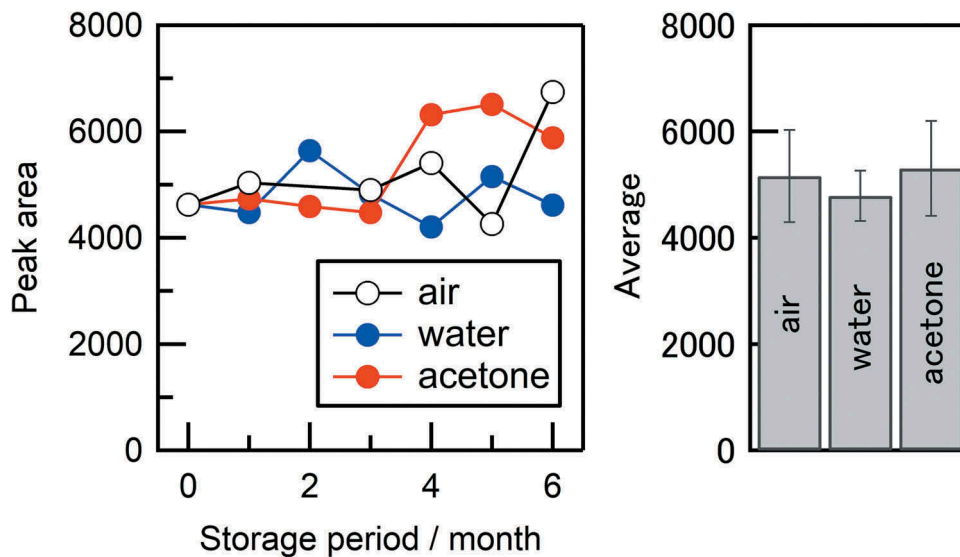 8000
6000
4000
2000
0
Peak area
0 2 4 6
Storage period / month
air
water
acetone
8000
6000
4000
2000
0
Average
air
water
acetone